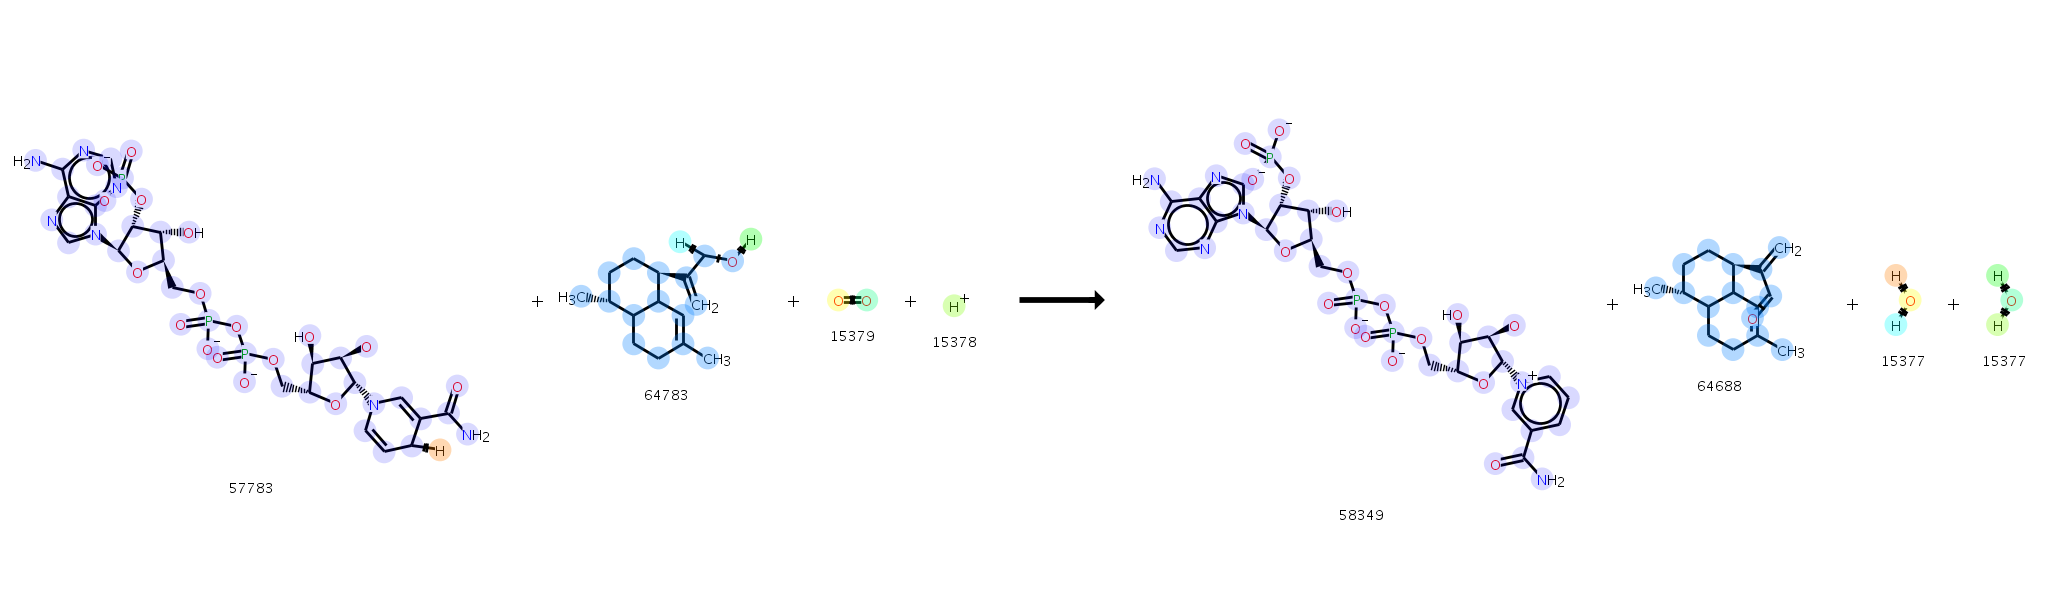 H2N
N
O−
O
P
N
O
O−
N
N
OH
O
O
O
P
O
O−
O
P
O
O−
HO
O
O
N
O
NH2
H
57783
+
H
H
O
H3C
CH2
CH3
64783
+
O
O
15379
+
H+
15378
O−
O
P
O
O−
H2N
N
N
N
N
OH
O
O
O
P
O
O−
O
P
O
O−
HO
O
O
N+
O
NH2
58349
+
CH2
H3C
O
CH3
64688
+
H
O
H
15377
+
H
O
H
15377